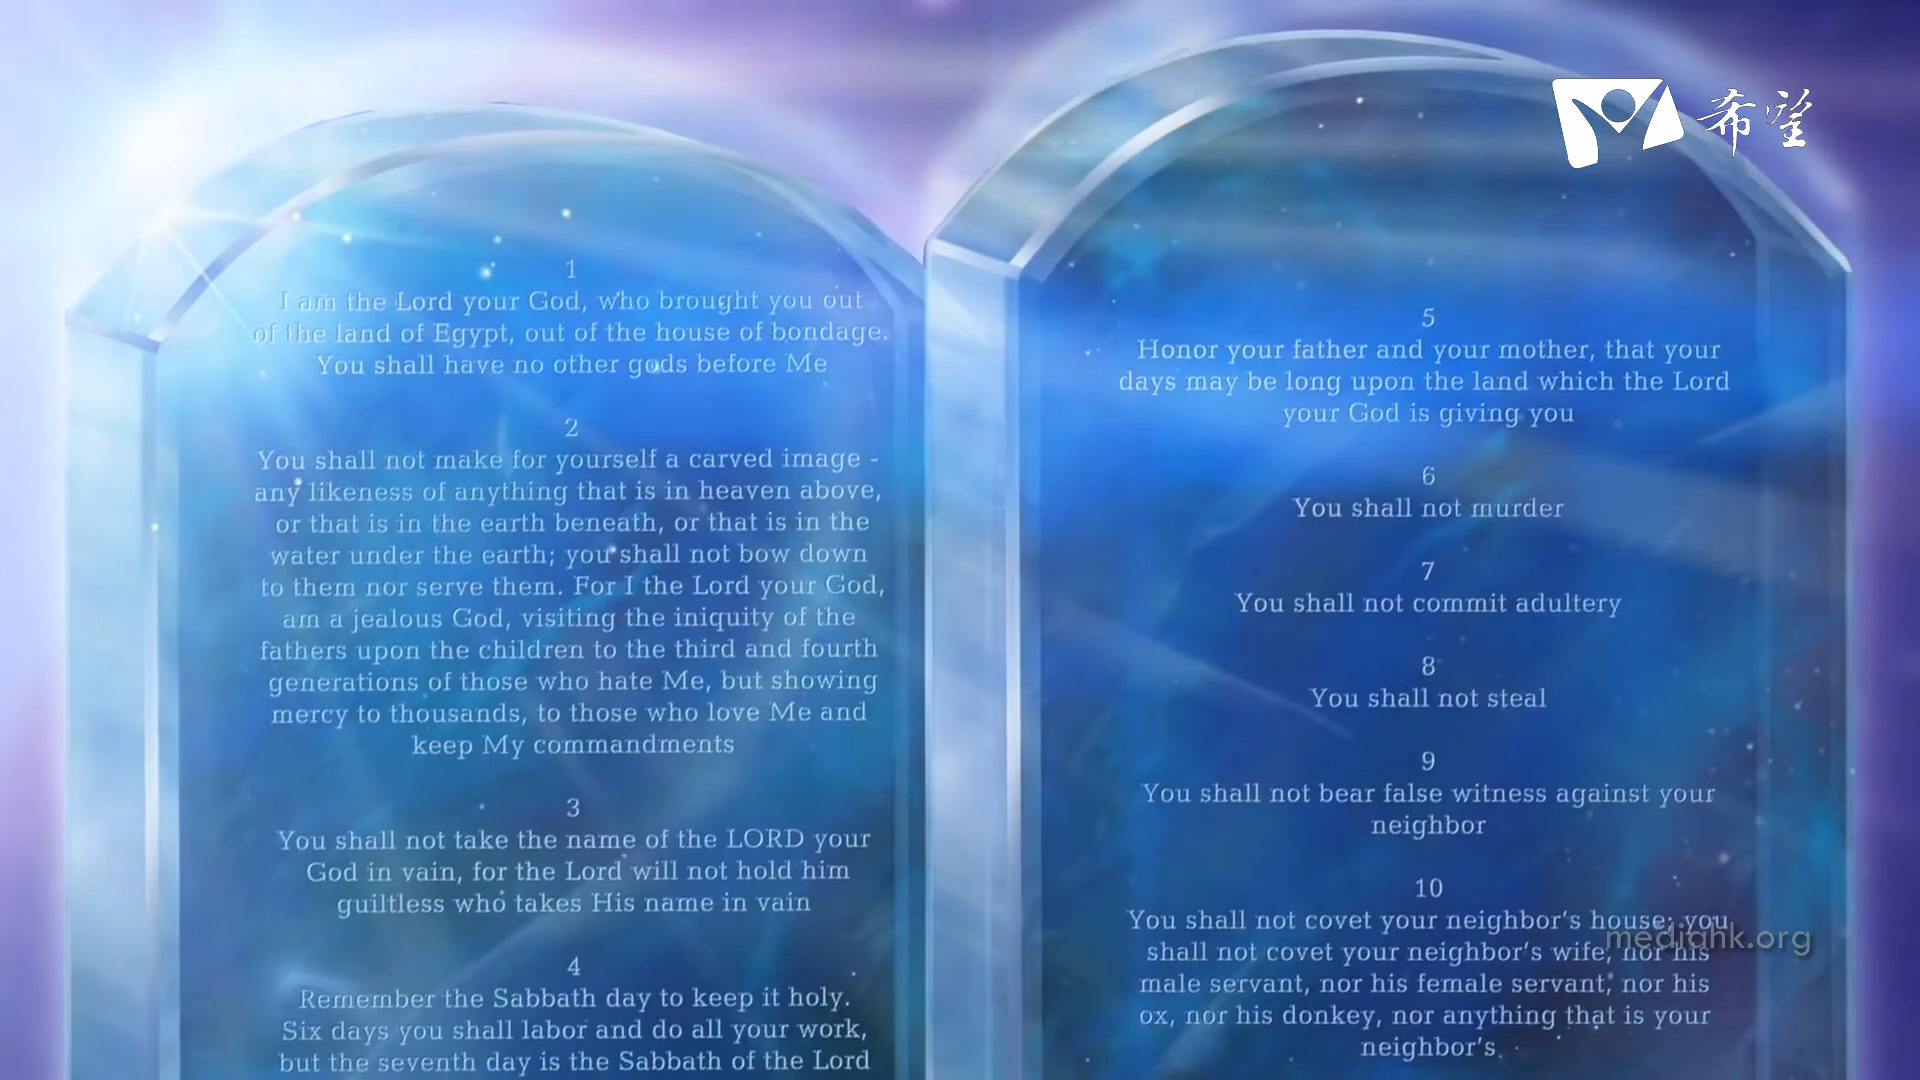 希望
1
I am the Lord your God, who brought you out
of the land of Egypt, out of the house of bondage.
You shall have no other gods before Me
2
You shall not make for yourself a carved image -
any likeness of anything that is in heaven above,
or that is in the earth beneath, or that is in the
water under the earth; you shall not bow down
to them nor serve them. For I the Lord your God,
am a jealous God, visiting the iniquity of the
fathers upon the children to the third and fourth
generations of those who hate Me, but showing
mercy to thousands, to those who love Me and
keep My commandments
3
You shall not take the name of the LORD your
God in vain, for the Lord will not hold him
guiltless who takes His name in vain
4
Remember the Sabbath day to keep it holy.
Six days you shall labor and do all your work,
but the seventh day is the Sabbath of the Lord
5
Honor your father and your mother, that your
days may be long upon the land which the Lord
your God is giving you
6
You shall not murder
7
You shall not commit adultery
8
You shall not steal
9
You shall not bear false witness against your
neighbor
10
You shall not covet your neighbor's house; you
shall not covet your neighbor's wife, nor his
male servant, nor his female servant, nor his
ox, nor his donkey, nor anything that is your
neighbor's.
mediahk.org